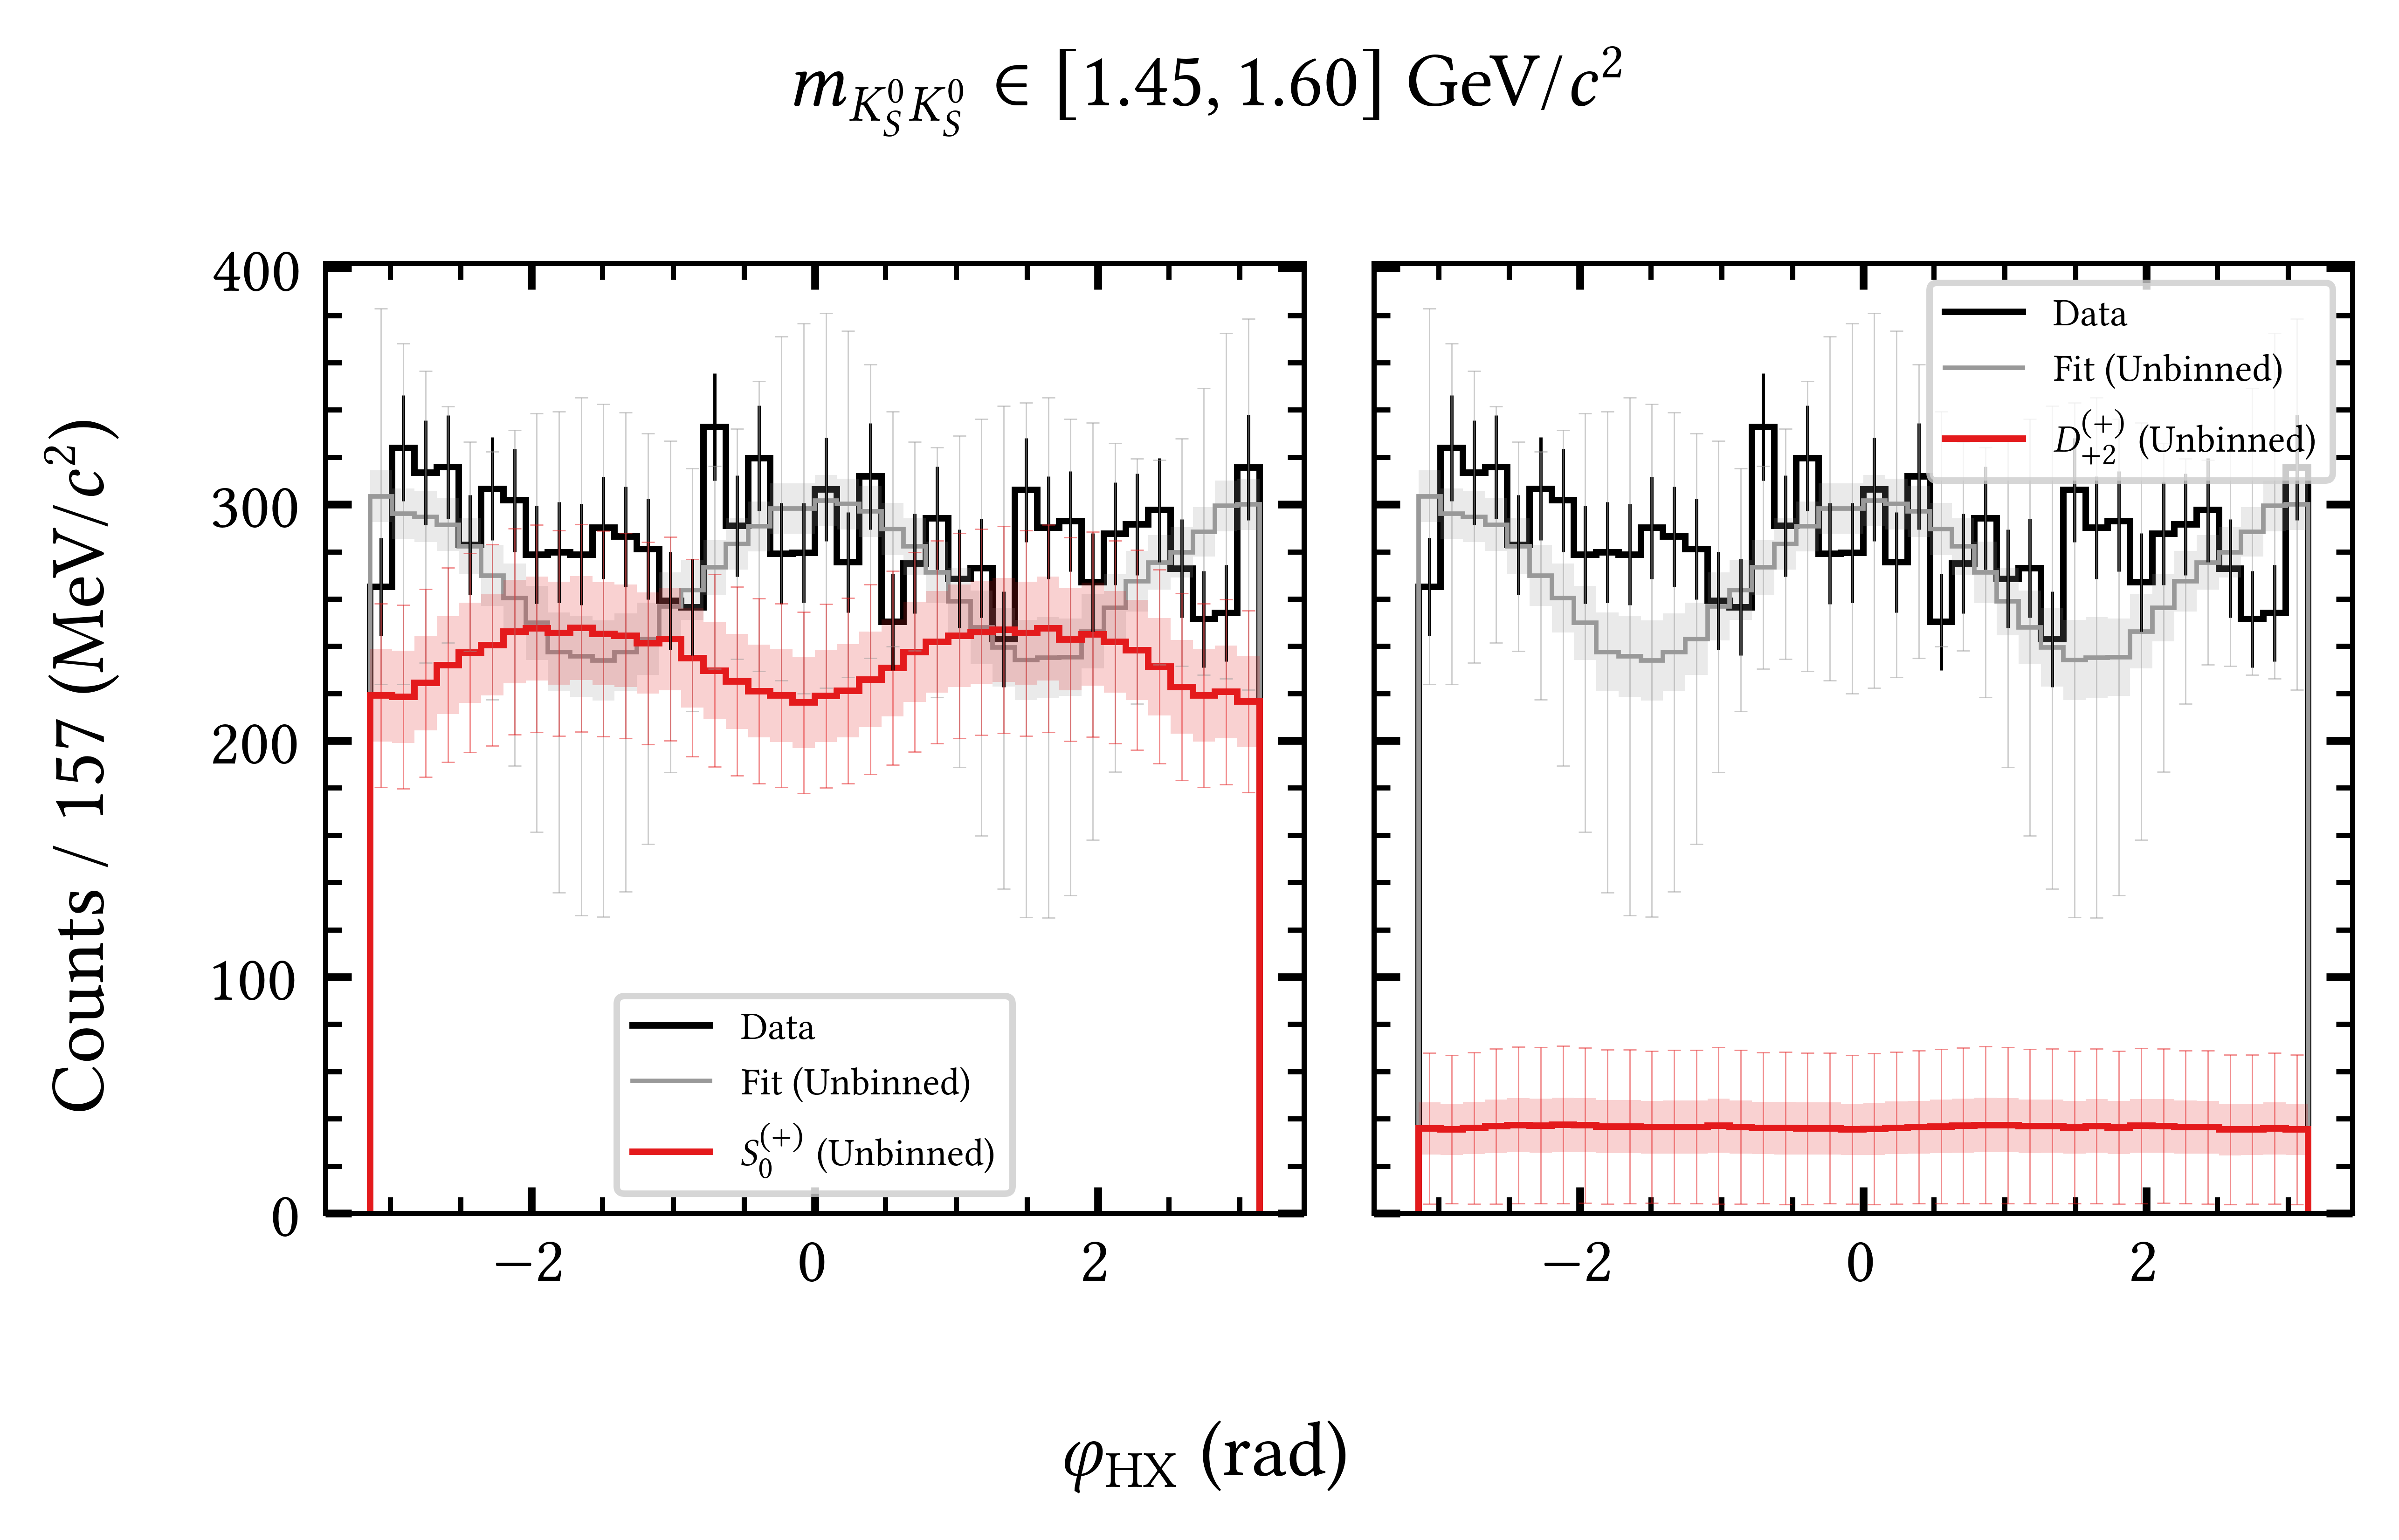 m_{K_S^0 K_S^0} ∈ [1.45, 1.60] GeV/c²
Counts / 157 (MeV/c²)
400
300
200
100
0
Data
Fit (Unbinned)
S_0^{(+)} (Unbinned)
−2
0
2
Data
Fit (Unbinned)
D_{+2}^{(+)} (Unbinned)
−2
0
2
φ_{HX} (rad)